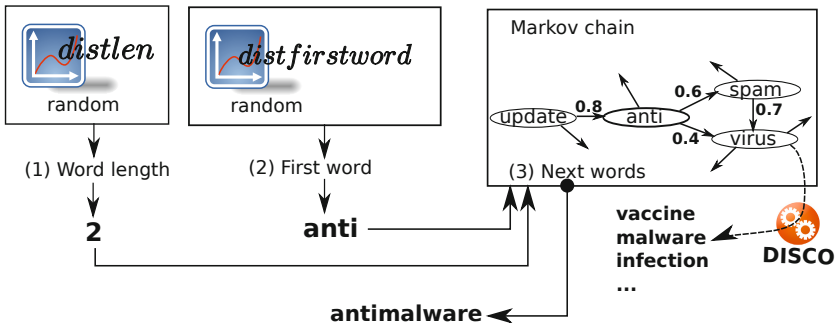 distlen
random
distfirstword
random
Markov chain
update
0.8
anti
0.6
spam
0.7
0.4
virus
(1) Word length
(2) First word
(3) Next words
2
anti
vaccine
malware
infection
...
DISCO
antimalware